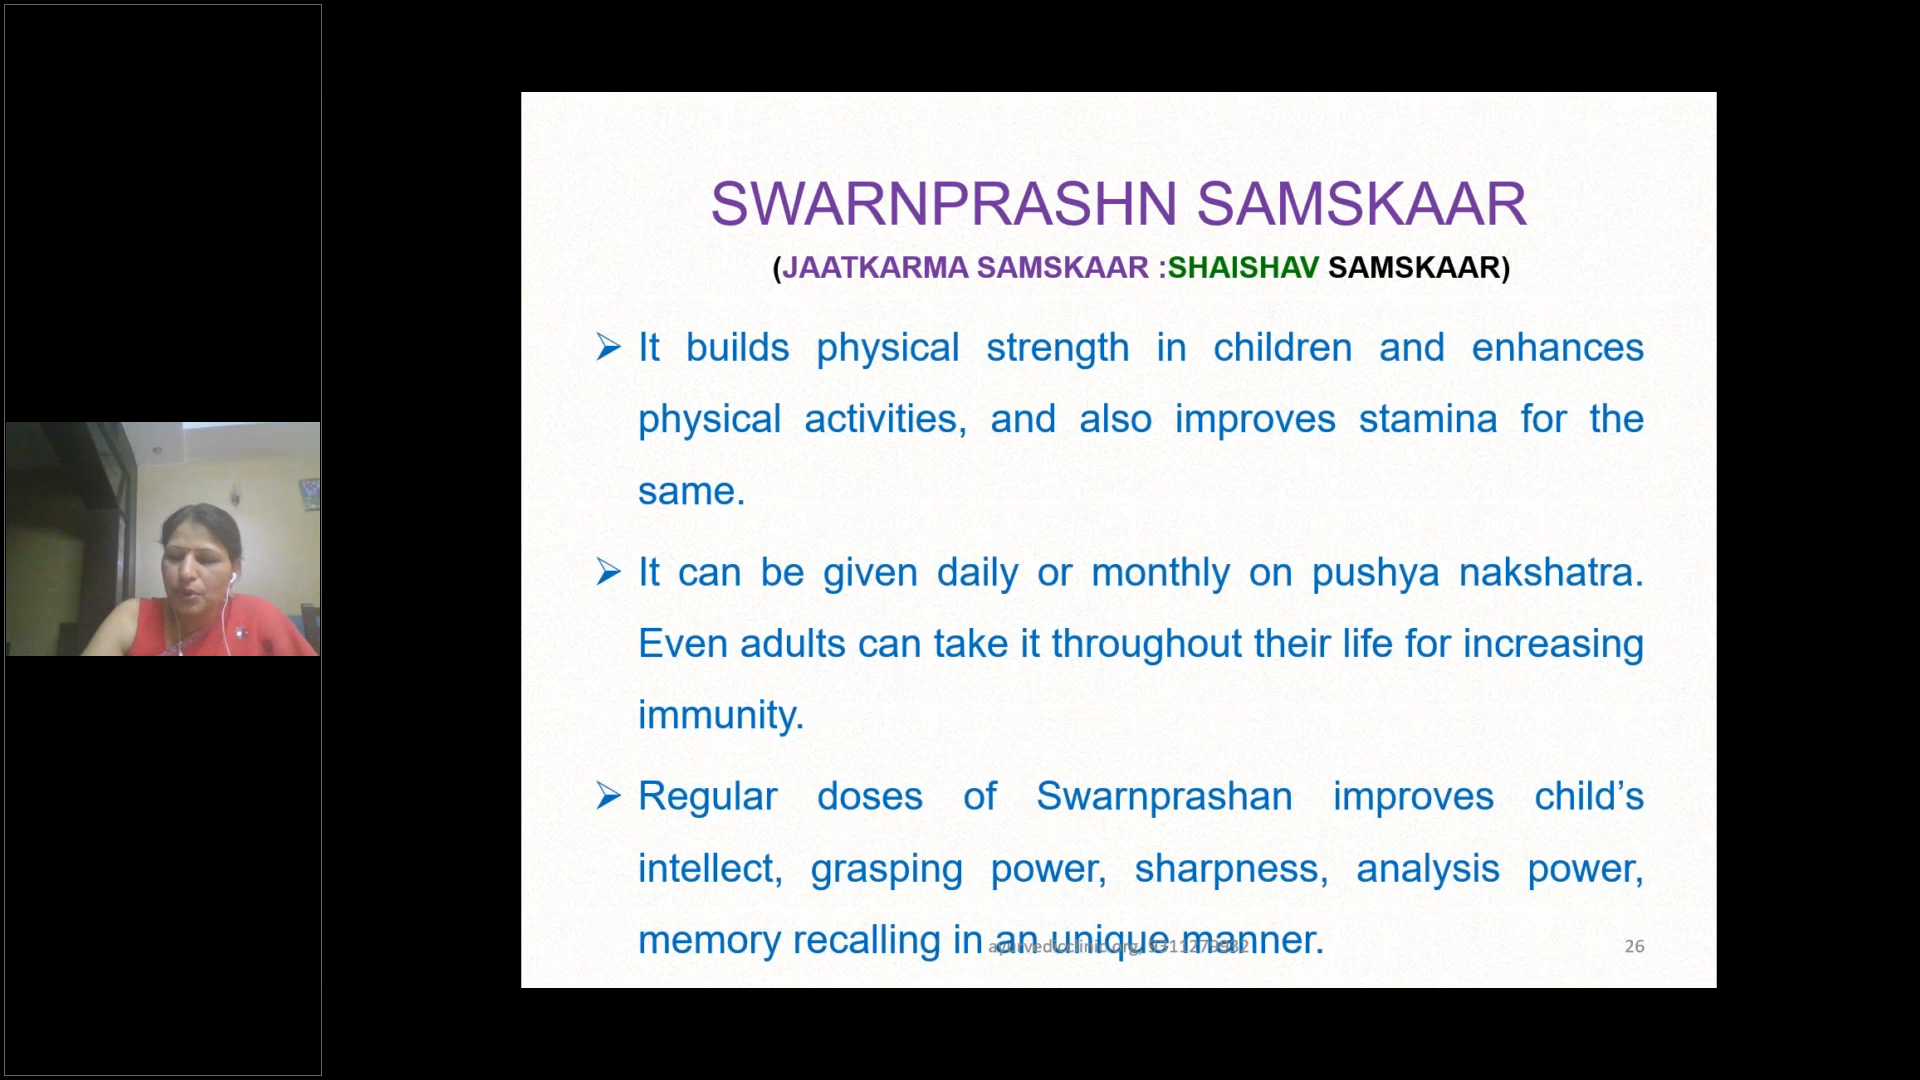 SWARNPRASHN SAMSKAAR
(JAATKARMA SAMSKAAR :SHAISHAV SAMSKAAR)
➢ It builds physical strength in children and enhances
physical activities, and also improves stamina for the
same.
➢ It can be given daily or monthly on pushya nakshatra.
Even adults can take it throughout their life for increasing
immunity.
➢ Regular doses of Swarnprashan improves child’s
intellect, grasping power, sharpness, analysis power,
memory recalling in an unique manner.
ayurvedicclinic.org,
26